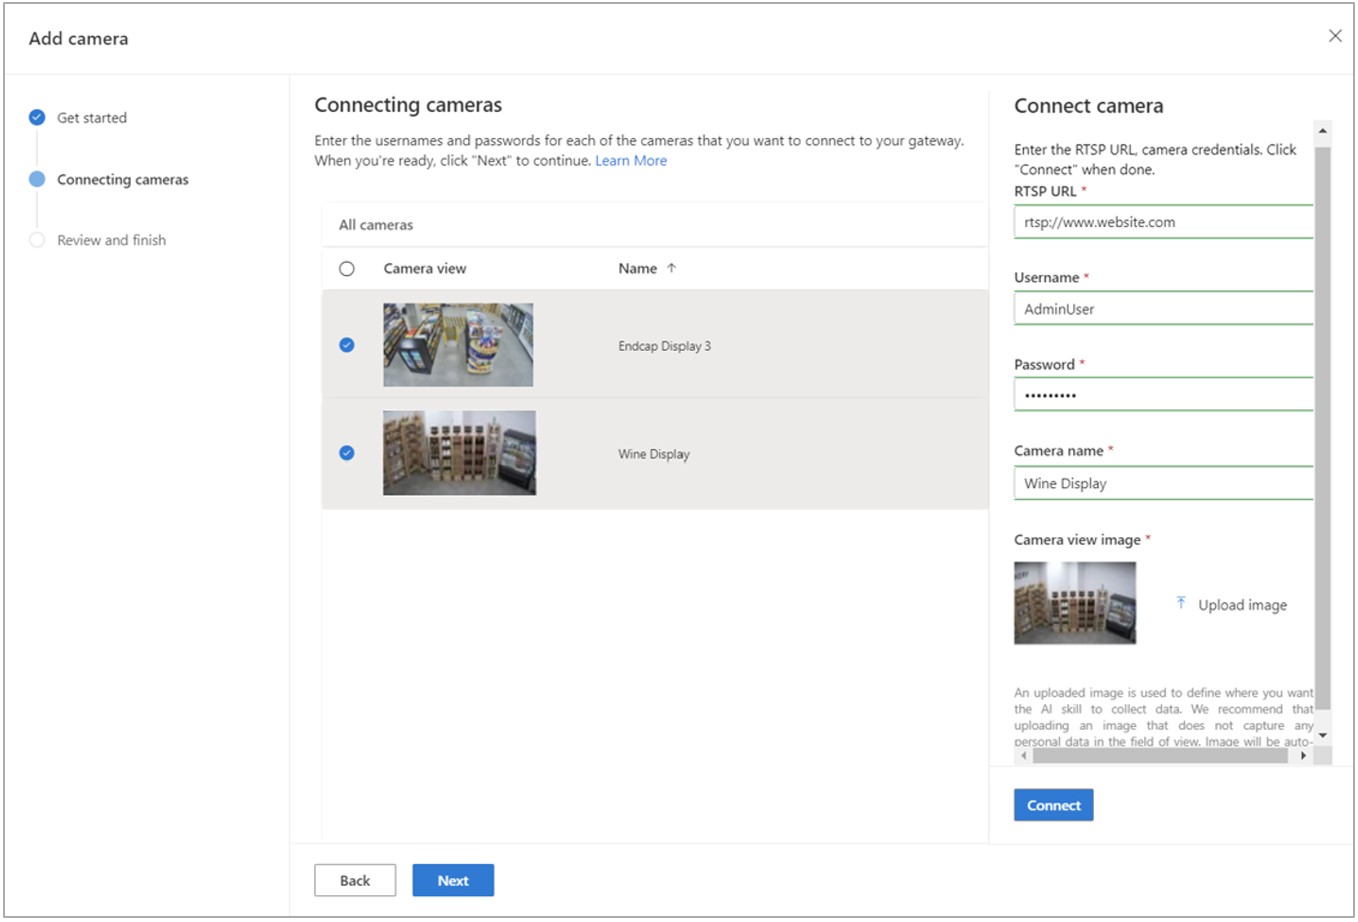 Add camera
Get started
Connecting cameras
Review and finish
Connecting cameras
Enter the usernames and passwords for each of the cameras that you want to connect to your gateway.
When you're ready, click "Next" to continue. Learn More
All cameras
Camera view
Name ↑
Endcap Display 3
Wine Display
Back
Next
Connect camera
Enter the RTSP URL, camera credentials. Click
"Connect" when done.
RTSP URL *
rtsp://www.website.com
Username *
AdminUser
Password *
•••••••••
Camera name *
Wine Display
Camera view image *
Upload image
An uploaded image is used to define where you want
the AI skill to collect data. We recommend that
uploading an image that does not capture any
personal data in the field of view. Image will be auto-
Connect